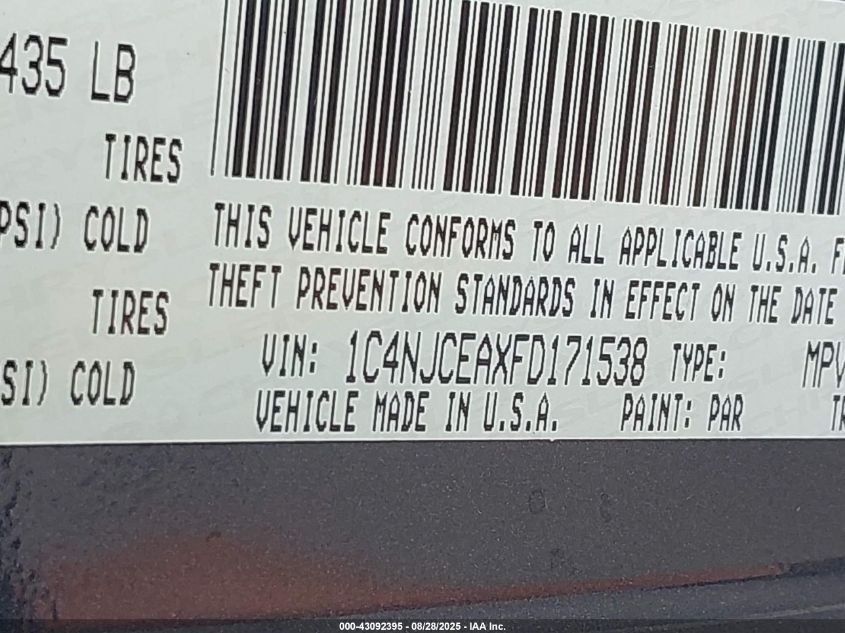 435 LB
TIRES
PSI) COLD
THIS VEHICLE CONFORMS TO ALL APPLICABLE U.S.A.
THEFT PREVENTION STANDARDS IN EFFECT ON THE DATE
TIRES
VIN: 1C4NJCEAXFD171538 TYPE: MPV
SI) COLD
VEHICLE MADE IN U.S.A. PAINT: PAR
000-43092395 - 08/28/2025 - IAA Inc.